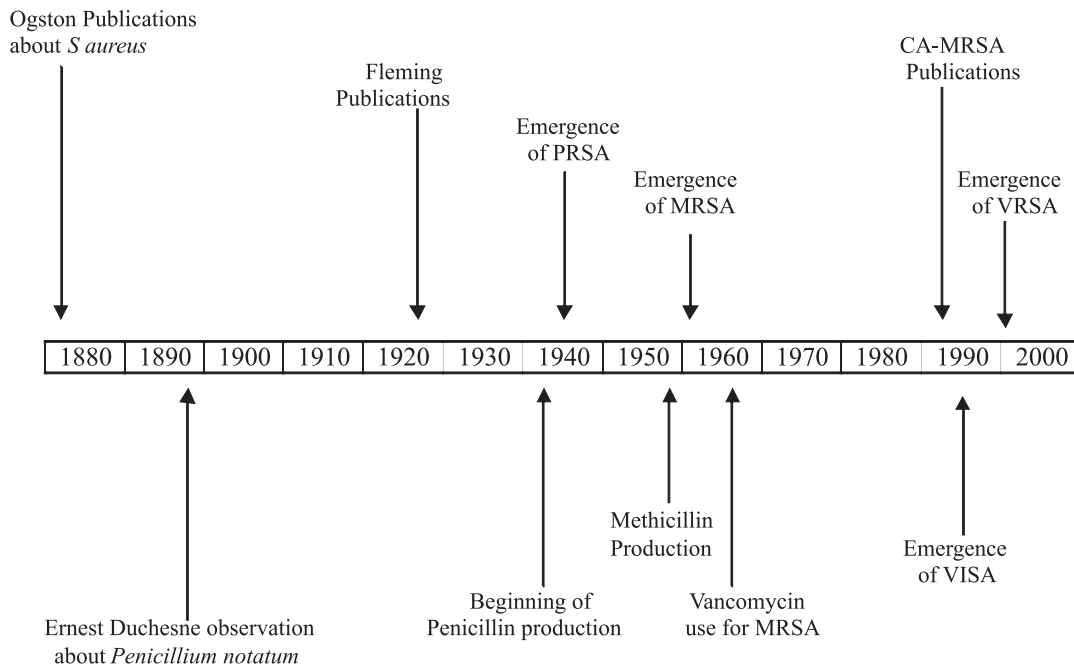 Ogston Publications
about S aureus
Fleming
Publications
Emergence
of PRSA
Emergence
of MRSA
CA-MRSA
Publications
Emergence
of VRSA
1880 1890 1900 1910 1920 1930 1940 1950 1960 1970 1980 1990 2000
Ernest Duchesne observation
about Penicillium notatum
Beginning of
Penicillin production
Methicillin
Production
Vancomycin
use for MRSA
Emergence
of VISA